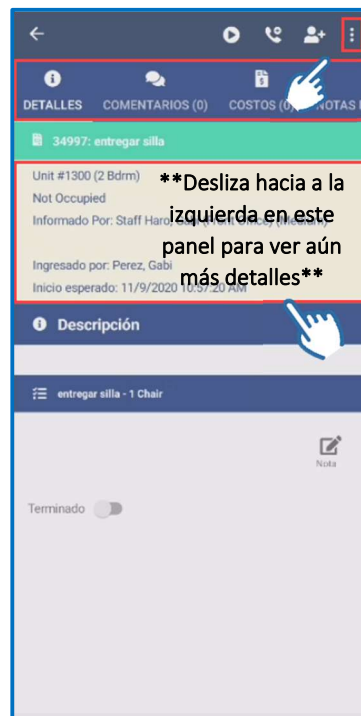 DETALLES COMENTARIOS (0) COSTOS (0) NOTAS
34997: entregar silla
Unit #1300 (2 Bdrm)
Not Occupied
Informado Por: Staff Haro,
**Desliza hacia a la
izquierda en este
panel para ver aún
más detalles**
Ingresado por: Perez, Gabi
Inicio esperado: 11/9/2020 10:57:20 AM
Descripción
entregar silla - 1 Chair
Nota
Terminado